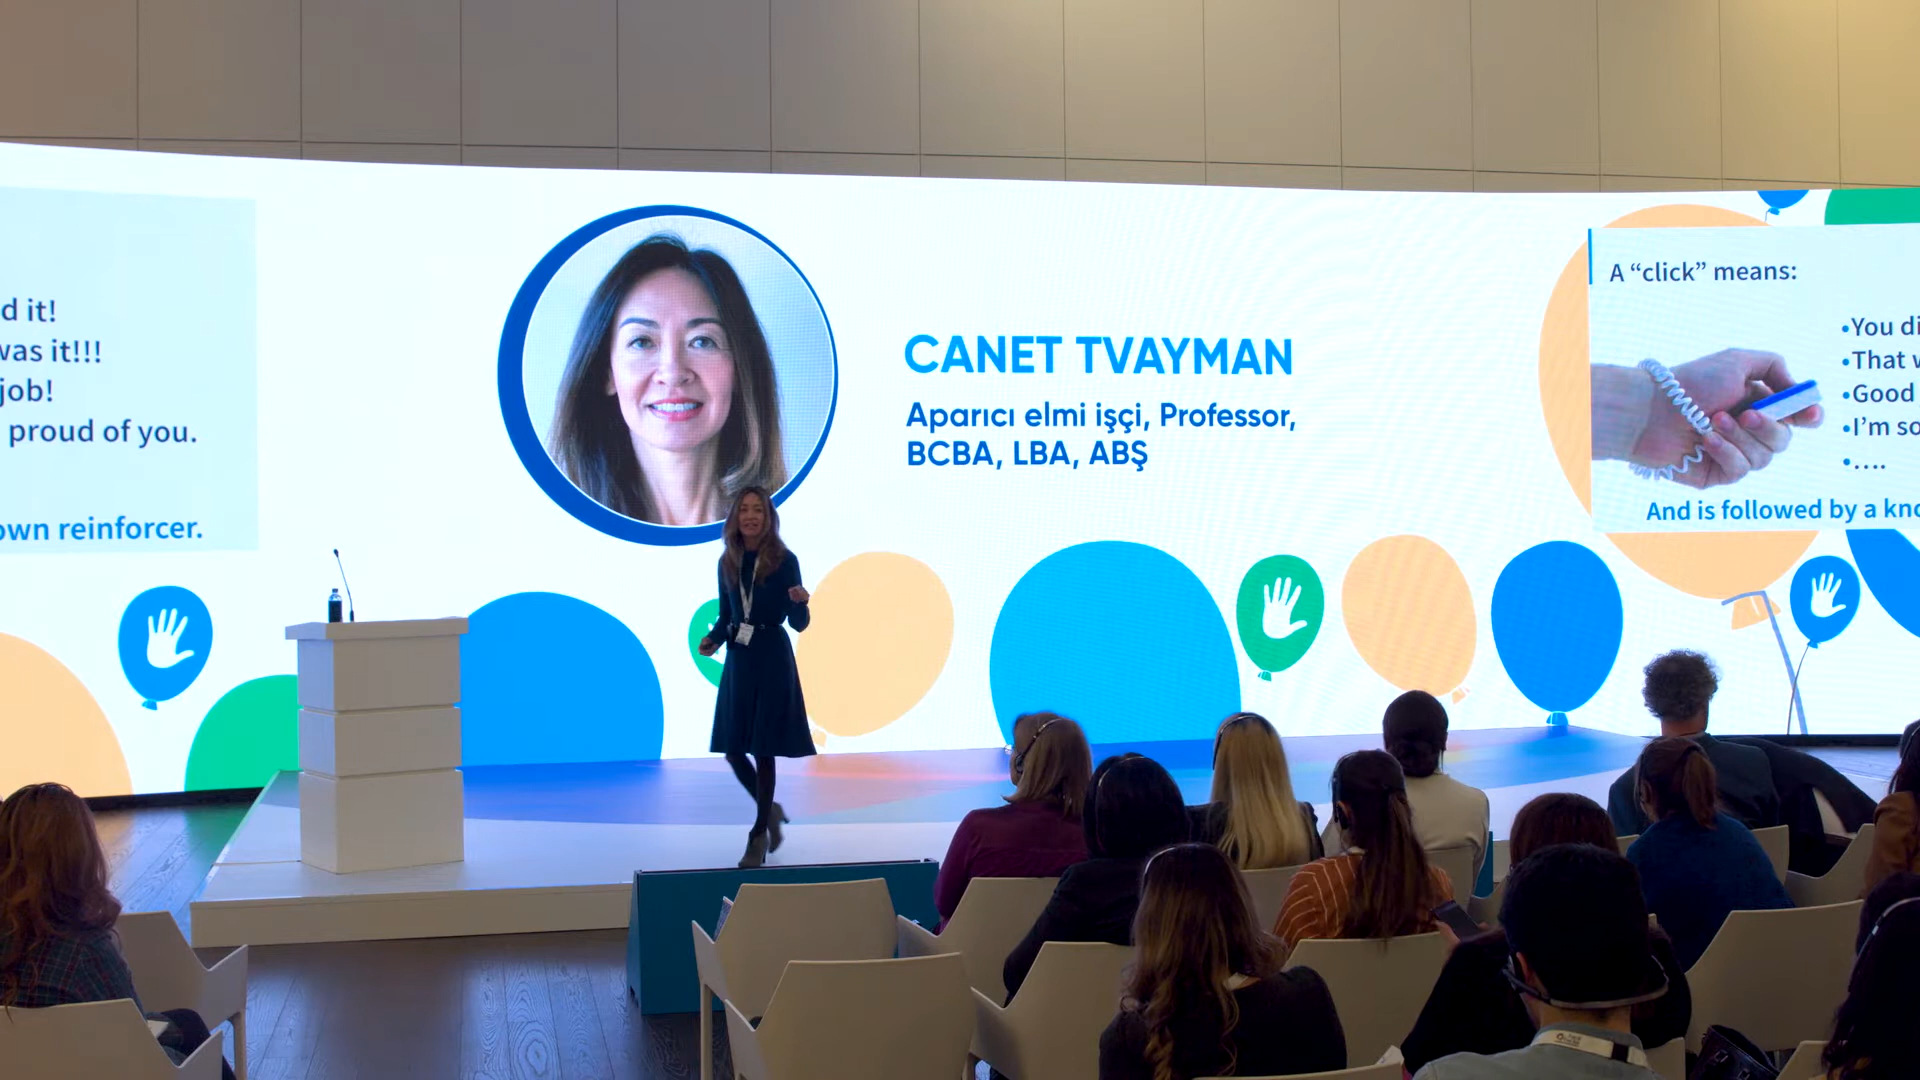 d it!
was it!!!
job!
proud of you.
own reinforcer.
CANET TVAYMAN
Aparıcı elmi işçi, Professor,
BCBA, LBA, ABŞ
A “click” means:
•You di
•That w
•Good
•I’m so
•....
And is followed by a kno